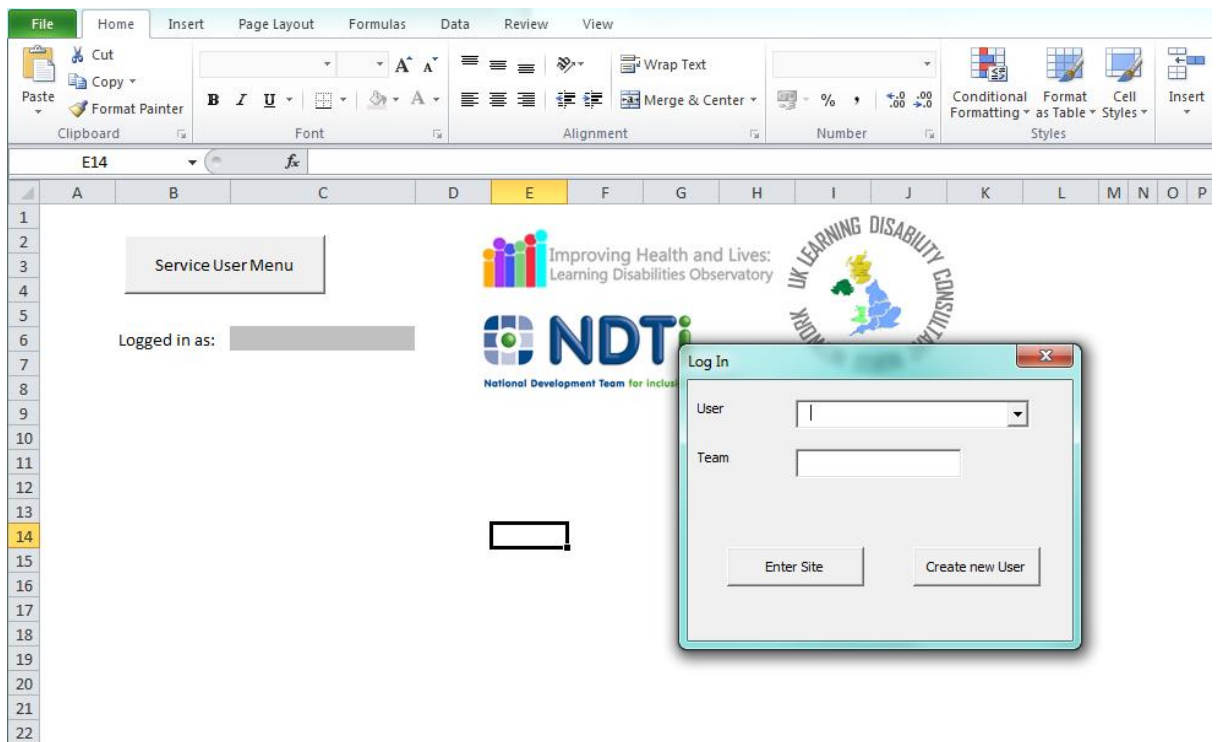 File Home Insert Page Layout Formulas Data Review View
Cut
Copy
Format Painter
Paste
A A
B I U A
Wrap Text
Merge & Center
% , .0 .00 .00 .0
Conditional Formatting
Format as Table
Cell Styles
Insert
Clipboard Font Alignment Number Styles
E14 fx
A B C D E F G H I J K L M N O P
1
2
3
4
5
6
7
8
9
10
11
12
13
14
15
16
17
18
19
20
21
22
Service User Menu
Logged in as:
Improving Health and Lives:
Learning Disabilities Observatory
UK LEARNING DISABILITY
NDTi
National Development Team for
Log In
User
Team
Enter Site Create new User